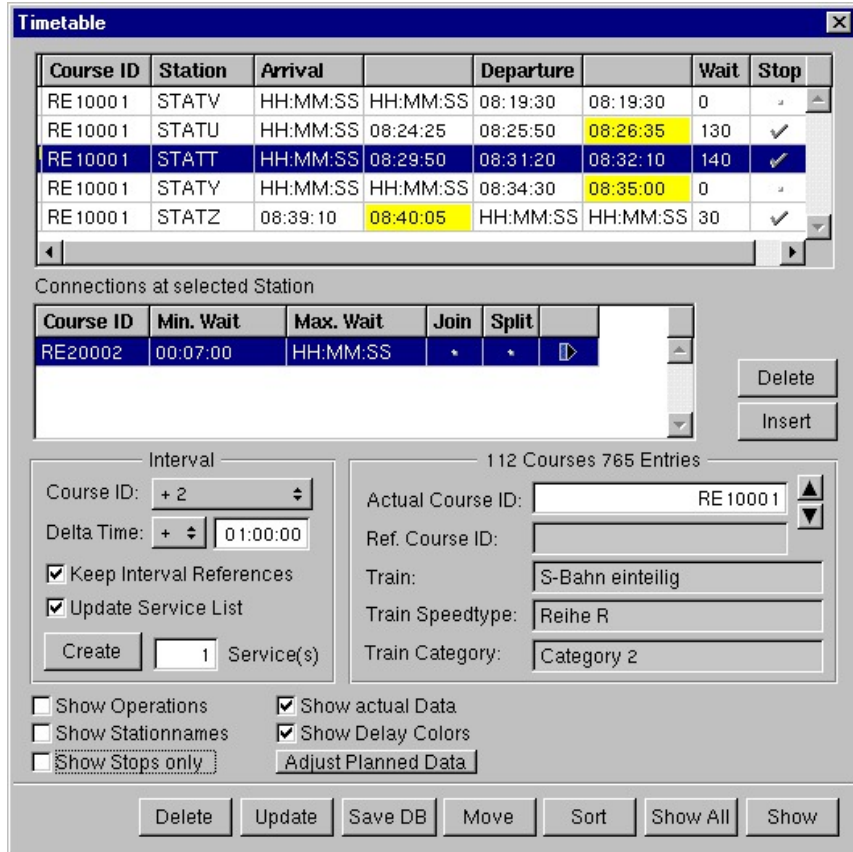 Timetable
Course ID Station Arrival Departure Wait Stop
RE10001 STATV HH:MM:SS HH:MM:SS 08:19:30 08:19:30 0
RE10001 STATU HH:MM:SS 08:24:25 08:25:50 08:26:35 130
RE10001 STATT HH:MM:SS 08:29:50 08:31:20 08:32:10 140
RE10001 STATY HH:MM:SS HH:MM:SS 08:34:30 08:35:00 0
RE10001 STATZ 08:39:10 08:40:05 HH:MM:SS HH:MM:SS 30
Connections at selected Station
Course ID Min. Wait Max. Wait Join Split
RE20002 00:07:00 HH:MM:SS
Delete
Insert
Interval
Course ID: + 2
Delta Time: + 01:00:00
Keep Interval References
Update Service List
Create 1 Service(s)
112 Courses 765 Entries
Actual Course ID: RE10001
Ref. Course ID:
Train: S-Bahn einteilig
Train Speedtype: Reihe R
Train Category: Category 2
Show Operations Show actual Data
Show Stationnames Show Delay Colors
Show Stops only Adjust Planned Data
Delete Update Save DB Move Sort Show All Show